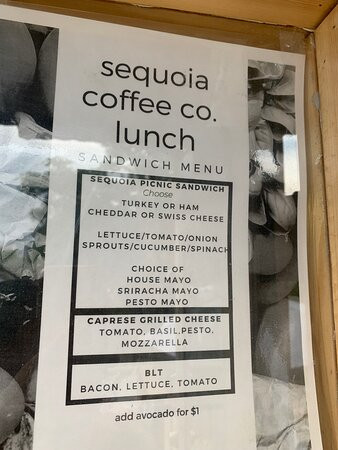 sequoia
coffee co.
lunch
SANDWICH MENU
SEQUOIA PICNIC SANDWICH
Choose
TURKEY OR HAM
CHEDDAR OR SWISS CHEESE
LETTUCE/TOMATO/ONION
SPROUTS/CUCUMBER/SPINACH
CHOICE OF
HOUSE MAYO
SRIRACHA MAYO
PESTO MAYO
CAPRESE GRILLED CHEESE
TOMATO, BASIL,PESTO,
MOZZARELLA
BLT
BACON, LETTUCE, TOMATO
add avocado for $1